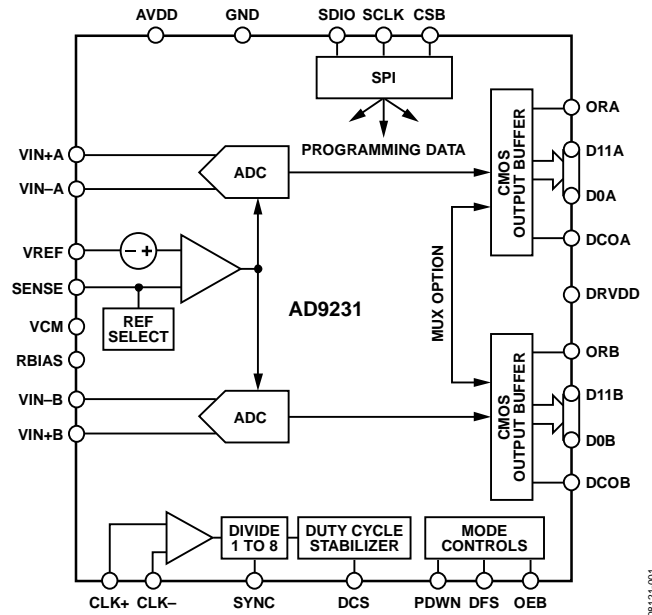 AVDD GND SDIO SCLK CSB
SPI
PROGRAMMING DATA
VIN+A
VIN–A
ADC
VREF
– +
SENSE
REF
SELECT
VCM
RBIAS
AD9231
VIN–B
VIN+B
ADC
MUX OPTION
CMOS
OUTPUT BUFFER
ORA
D11A
D0A
DCOA
DRVDD
CMOS
OUTPUT BUFFER
ORB
D11B
D0B
DCOB
DIVIDE
1 TO 8
DUTY CYCLE
STABILIZER
MODE
CONTROLS
CLK+ CLK– SYNC DCS PDWN DFS OEB
08121-001